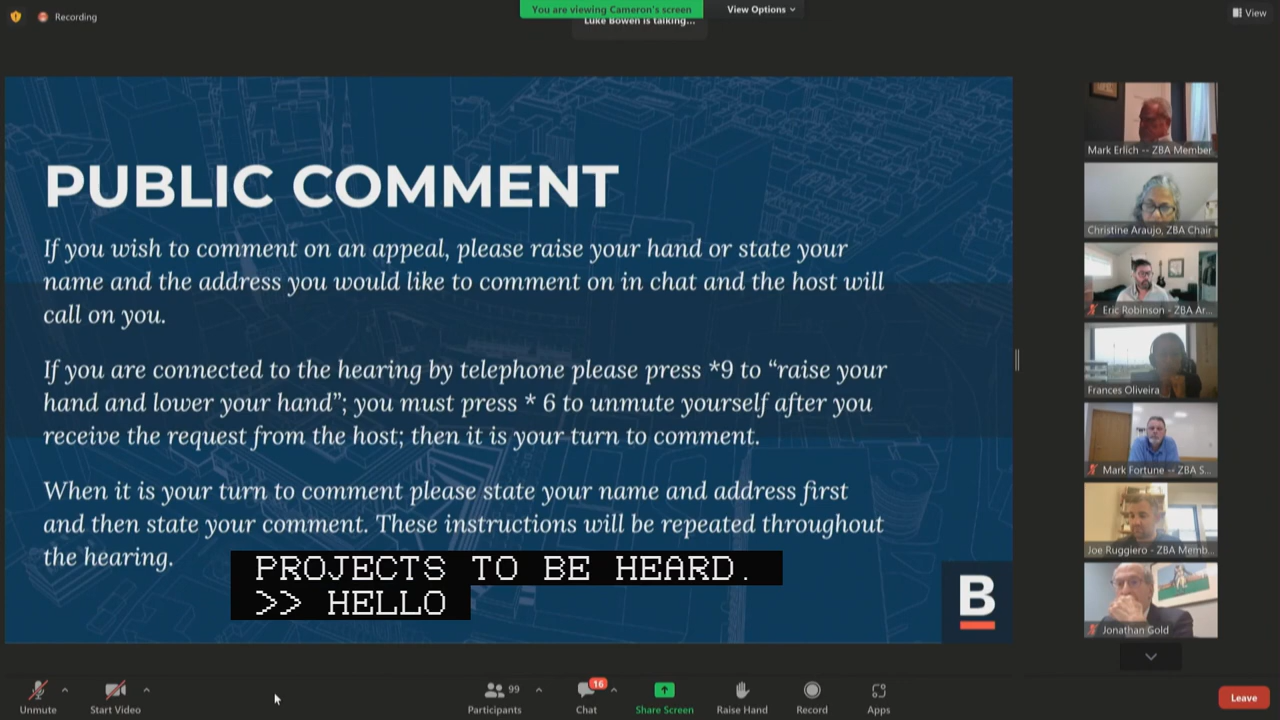 You are viewing Cameron's screen
View Options
Recording
Luke Bowen is talking...
View
PUBLIC COMMENT
If you wish to comment on an appeal, please raise your hand or state your
name and the address you would like to comment on in chat and the host will
call on you.
If you are connected to the hearing by telephone please press *9 to “raise your
hand and lower your hand”; you must press * 6 to unmute yourself after you
receive the request from the host; then it is your turn to comment.
When it is your turn to comment please state your name and address first
and then state your comment. These instructions will be repeated throughout
the hearing.
PROJECTS TO BE HEARD.
>> HELLO
B
Mark Erlich -- ZBA Member
Christine Araujo, ZBA Chair
Eric Robinson - ZBA Ar...
Frances Oliveira
Mark Fortune -- ZBA S...
Joe Ruggiero - ZBA Memb...
Jonathan Gold
Unmute
Start Video
Participants
99
Chat
16
Share Screen
Raise Hand
Record
Apps
Leave